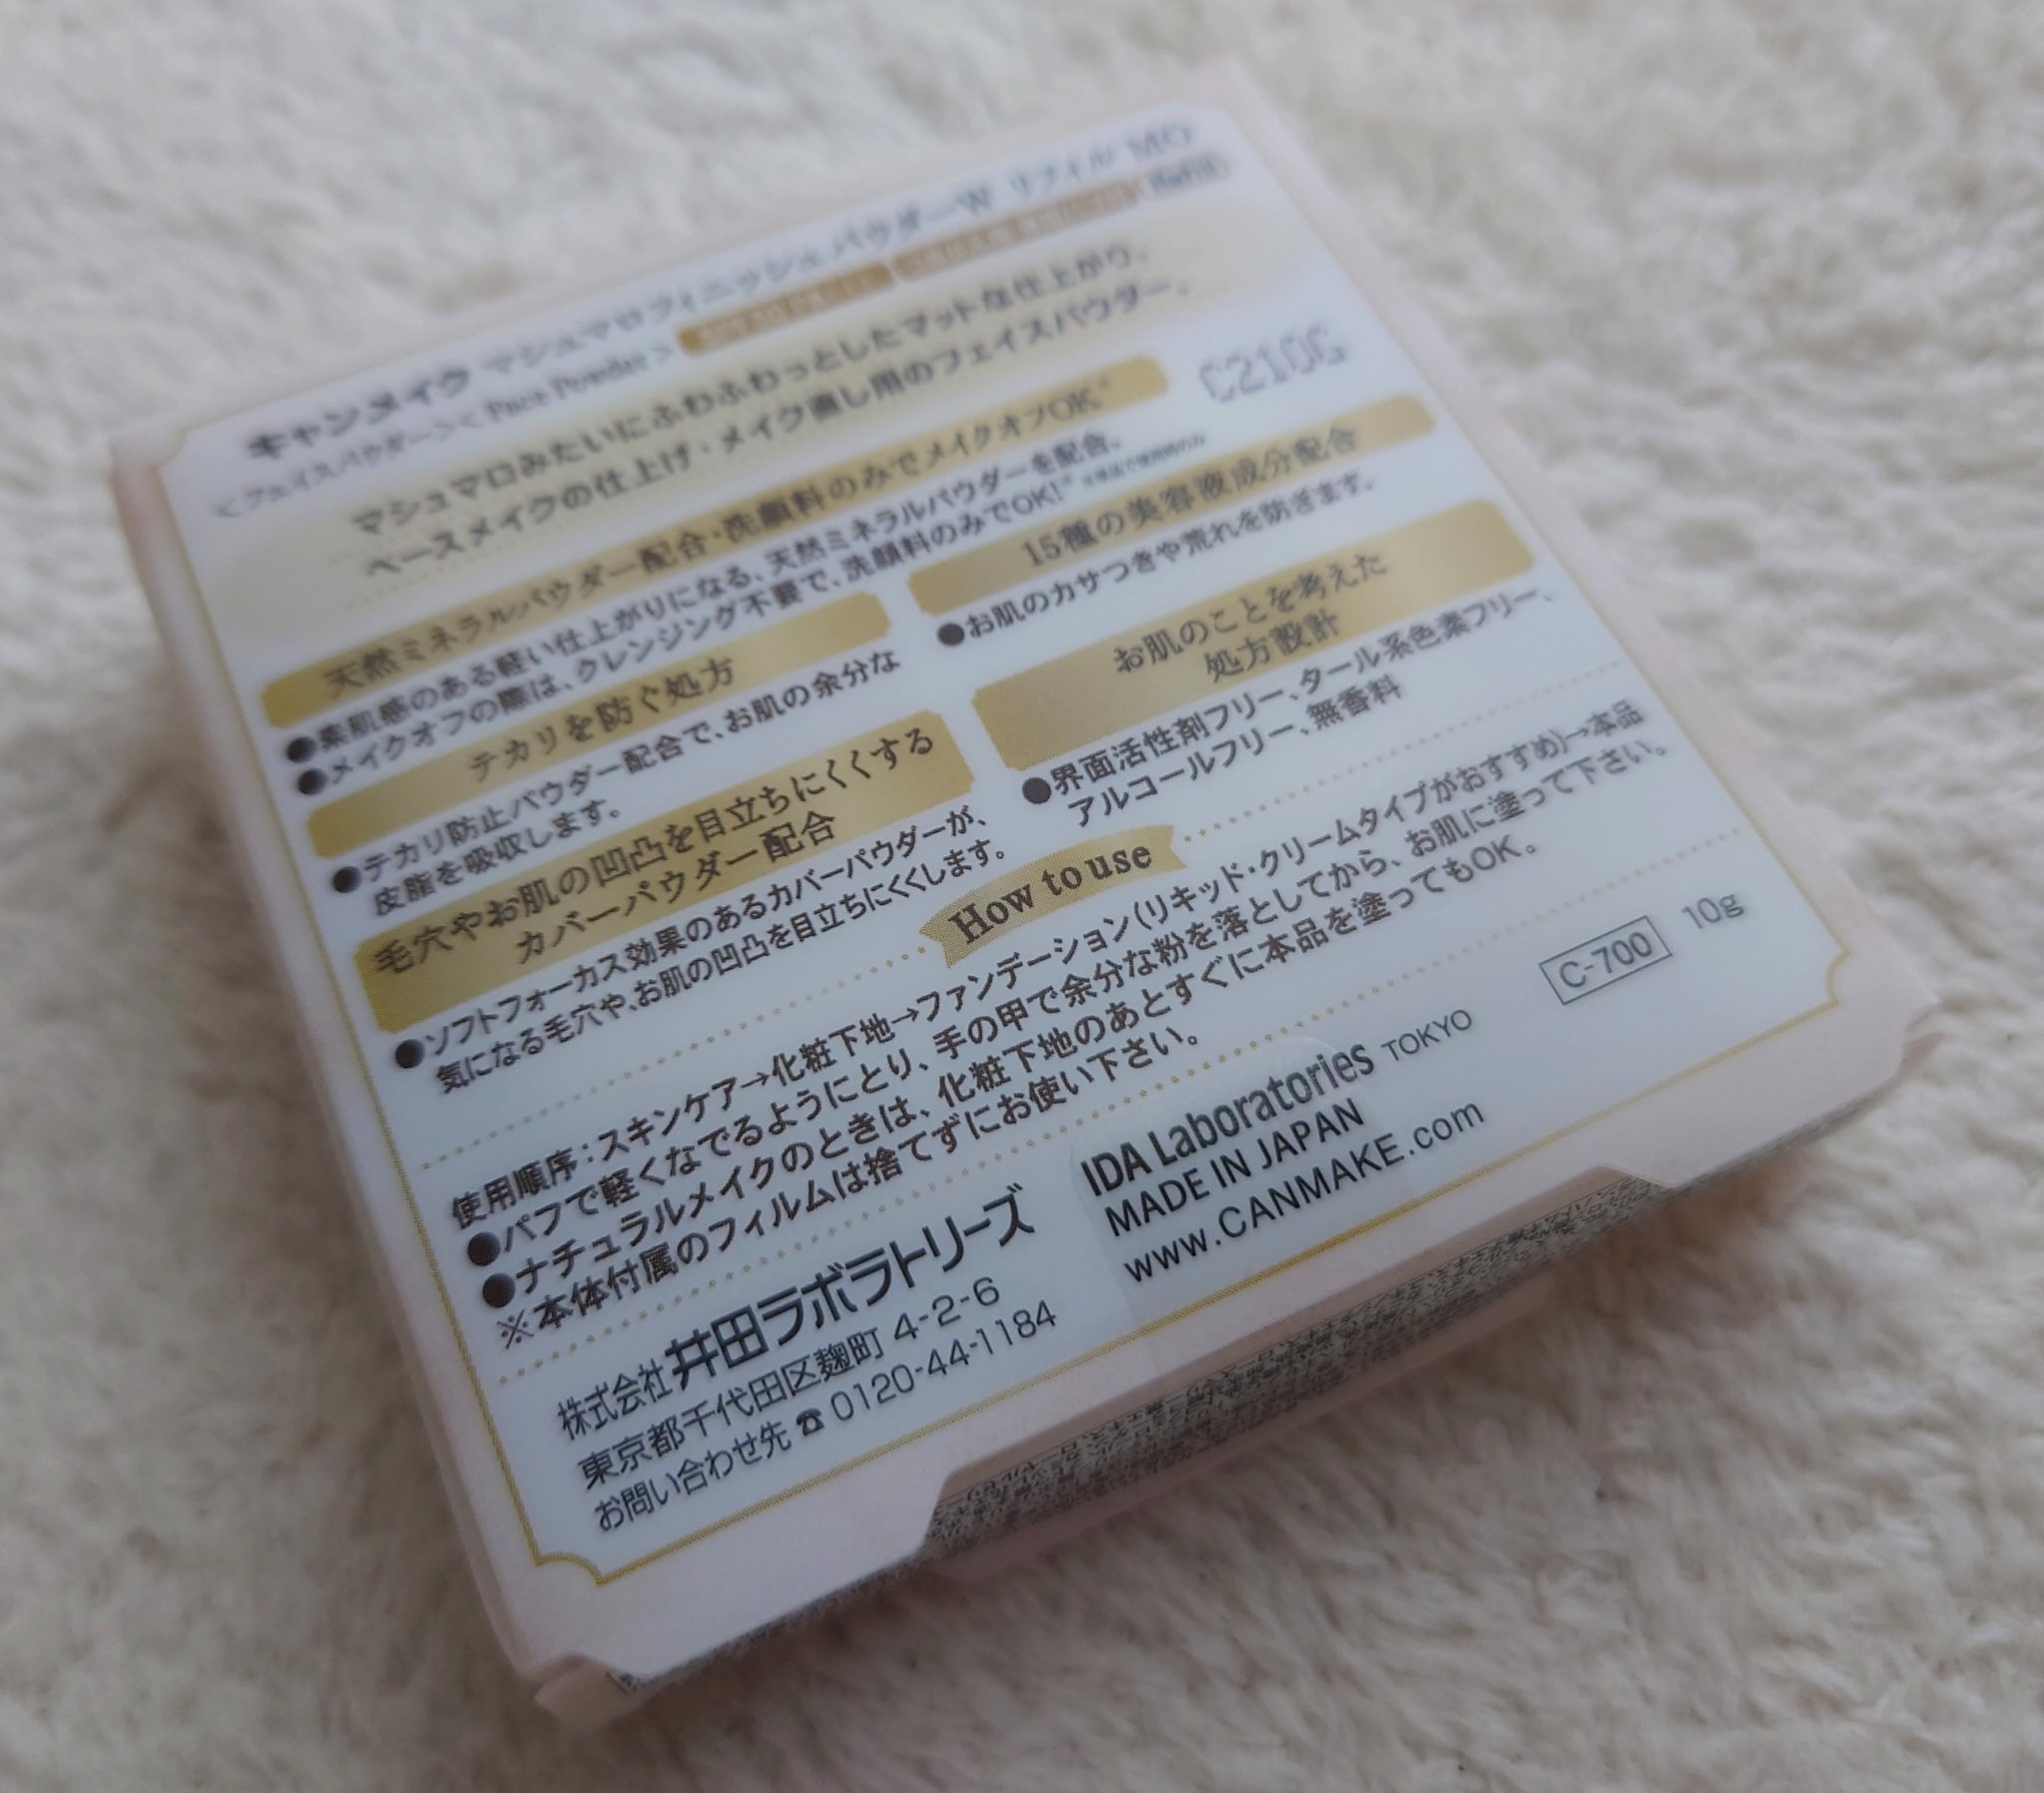 キャンメイク マシュマロフィニッシュパウダーW リフィル MO
<フェイスパウダー><Face Powder> Refill
マシュマロみたいにふわふわっとしたマットな仕上がり。
ベースメイクの仕上げ・メイク直し用のフェイスパウダー。
C210G
天然ミネラルパウダー配合・洗顔料のみでメイクオフOK*
●素肌感のある軽い仕上がりになる、天然ミネラルパウダーを配合。
●メイクオフの際は、クレンジング不要で、洗顔料のみでOK!*
テカリを防ぐ処方
●テカリ防止パウダー配合で、お肌の余分な
皮脂を吸収します。
毛穴やお肌の凹凸を目立ちにくくする
カバーパウダー配合
●ソフトフォーカス効果のあるカバーパウダーが、
気になる毛穴や、お肌の凹凸を目立ちにくくします。
15種の美容液成分配合
●お肌のカサつきや荒れを防ぎます。
お肌のことを考えた
処方設計
●界面活性剤フリー、タール系色素フリー、
アルコールフリー、無香料
How to use
使用順序:スキンケア→化粧下地→ファンデーション(リキッド・クリームタイプがおすすめ)→本品
●パフで軽くなでるようにとり、手の甲で余分な粉を落としてから、お肌に塗って下さい。
●ナチュラルメイクのときは、化粧下地のあとすぐに本品を塗ってもOK。
※本体付属のフィルムは捨てずにお使い下さい。
C-700 10g
株式会社井田ラボラトリーズ
東京都千代田区麹町 4-2-6
お問い合わせ先 ☎ 0120-44-1184
IDA Laboratories TOKYO
MADE IN JAPAN
www.CANMAKE.com